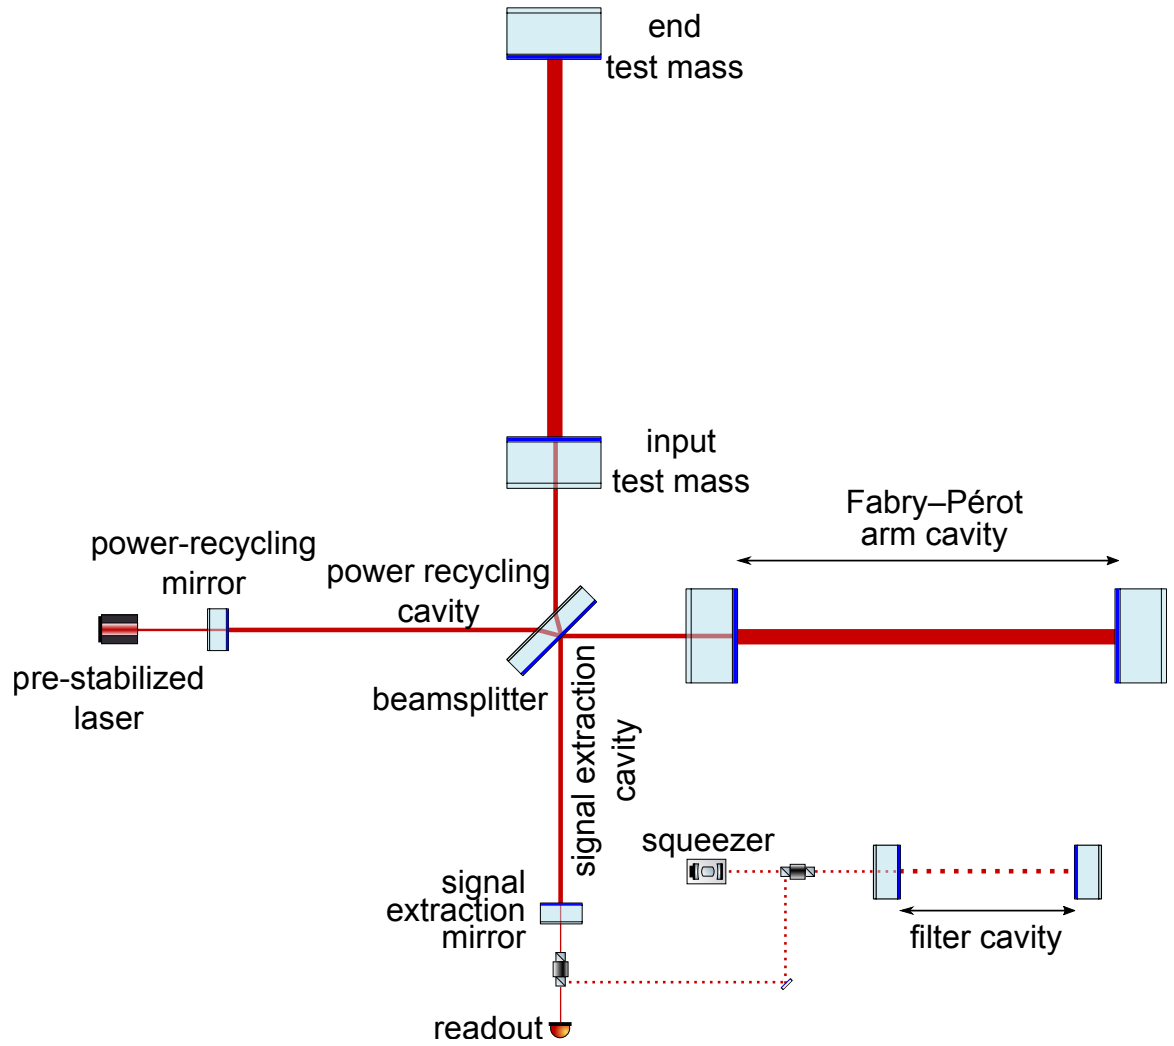 end
test mass
input
test mass
Fabry–Pérot
arm cavity
power-recycling
mirror
power recycling
cavity
pre-stabilized
laser
beamsplitter
signal extraction
cavity
squeezer
signal
extraction
mirror
filter cavity
readout